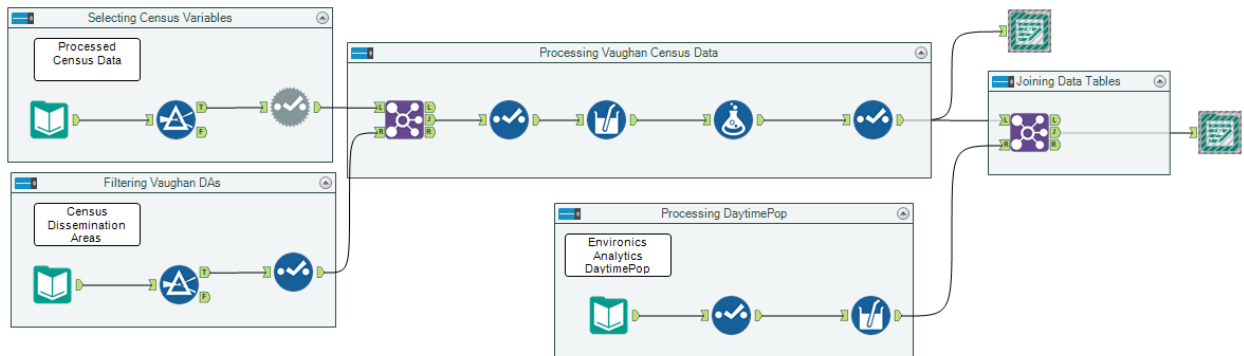 Selecting Census Variables
Processed
Census Data
T
F
Processing Vaughan Census Data
L
R
L
J
R
Joining Data Tables
L
R
L
J
R
Filtering Vaughan DAs
Census
Dissemination
Areas
T
F
Processing DaytimePop
Environics
Analytics
DaytimePop